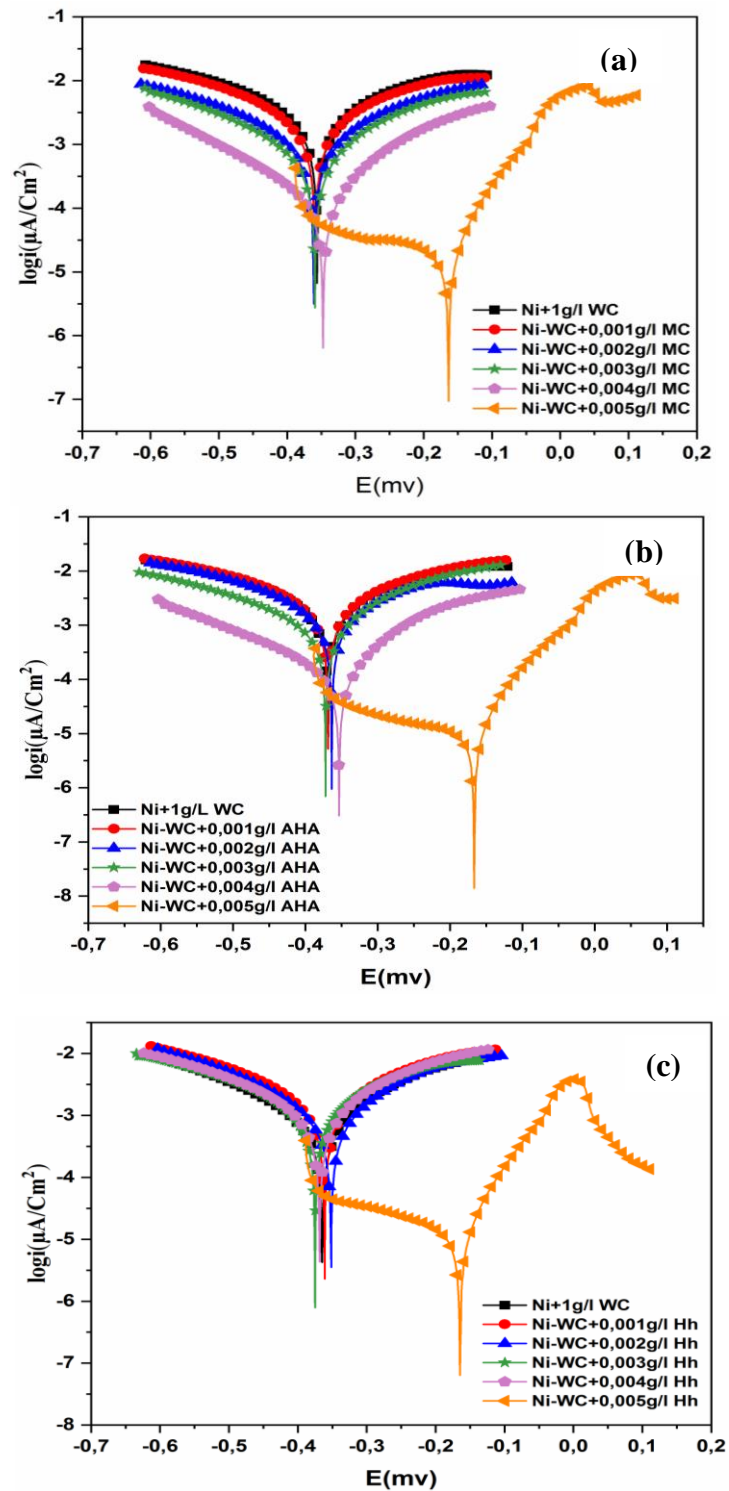 (a)
-1
-2
-3
-4
-5
-6
-7
logi(µA/Cm²)
Ni+1g/l WC
Ni-WC+0,001g/l MC
Ni-WC+0,002g/l MC
Ni-WC+0,003g/l MC
Ni-WC+0,004g/l MC
Ni-WC+0,005g/l MC
-0,7 -0,6 -0,5 -0,4 -0,3 -0,2 -0,1 0,0 0,1 0,2
E(mv)
(b)
-1
-2
-3
-4
-5
-6
-7
-8
logi(µA/Cm²)
Ni+1g/L WC
Ni-WC+0,001g/l AHA
Ni-WC+0,002g/l AHA
Ni-WC+0,003g/l AHA
Ni-WC+0,004g/l AHA
Ni-WC+0,005g/l AHA
-0,7 -0,6 -0,5 -0,4 -0,3 -0,2 -0,1 0,0 0,1
E(mv)
(c)
-2
-3
-4
-5
-6
-7
-8
logi(µA/Cm²)
Ni+1g/l WC
Ni-WC+0,001g/l Hh
Ni-WC+0,002g/l Hh
Ni-WC+0,003g/l Hh
Ni-WC+0,004g/l Hh
Ni-WC+0,005g/l Hh
-0,7 -0,6 -0,5 -0,4 -0,3 -0,2 -0,1 0,0 0,1 0,2
E(mv)